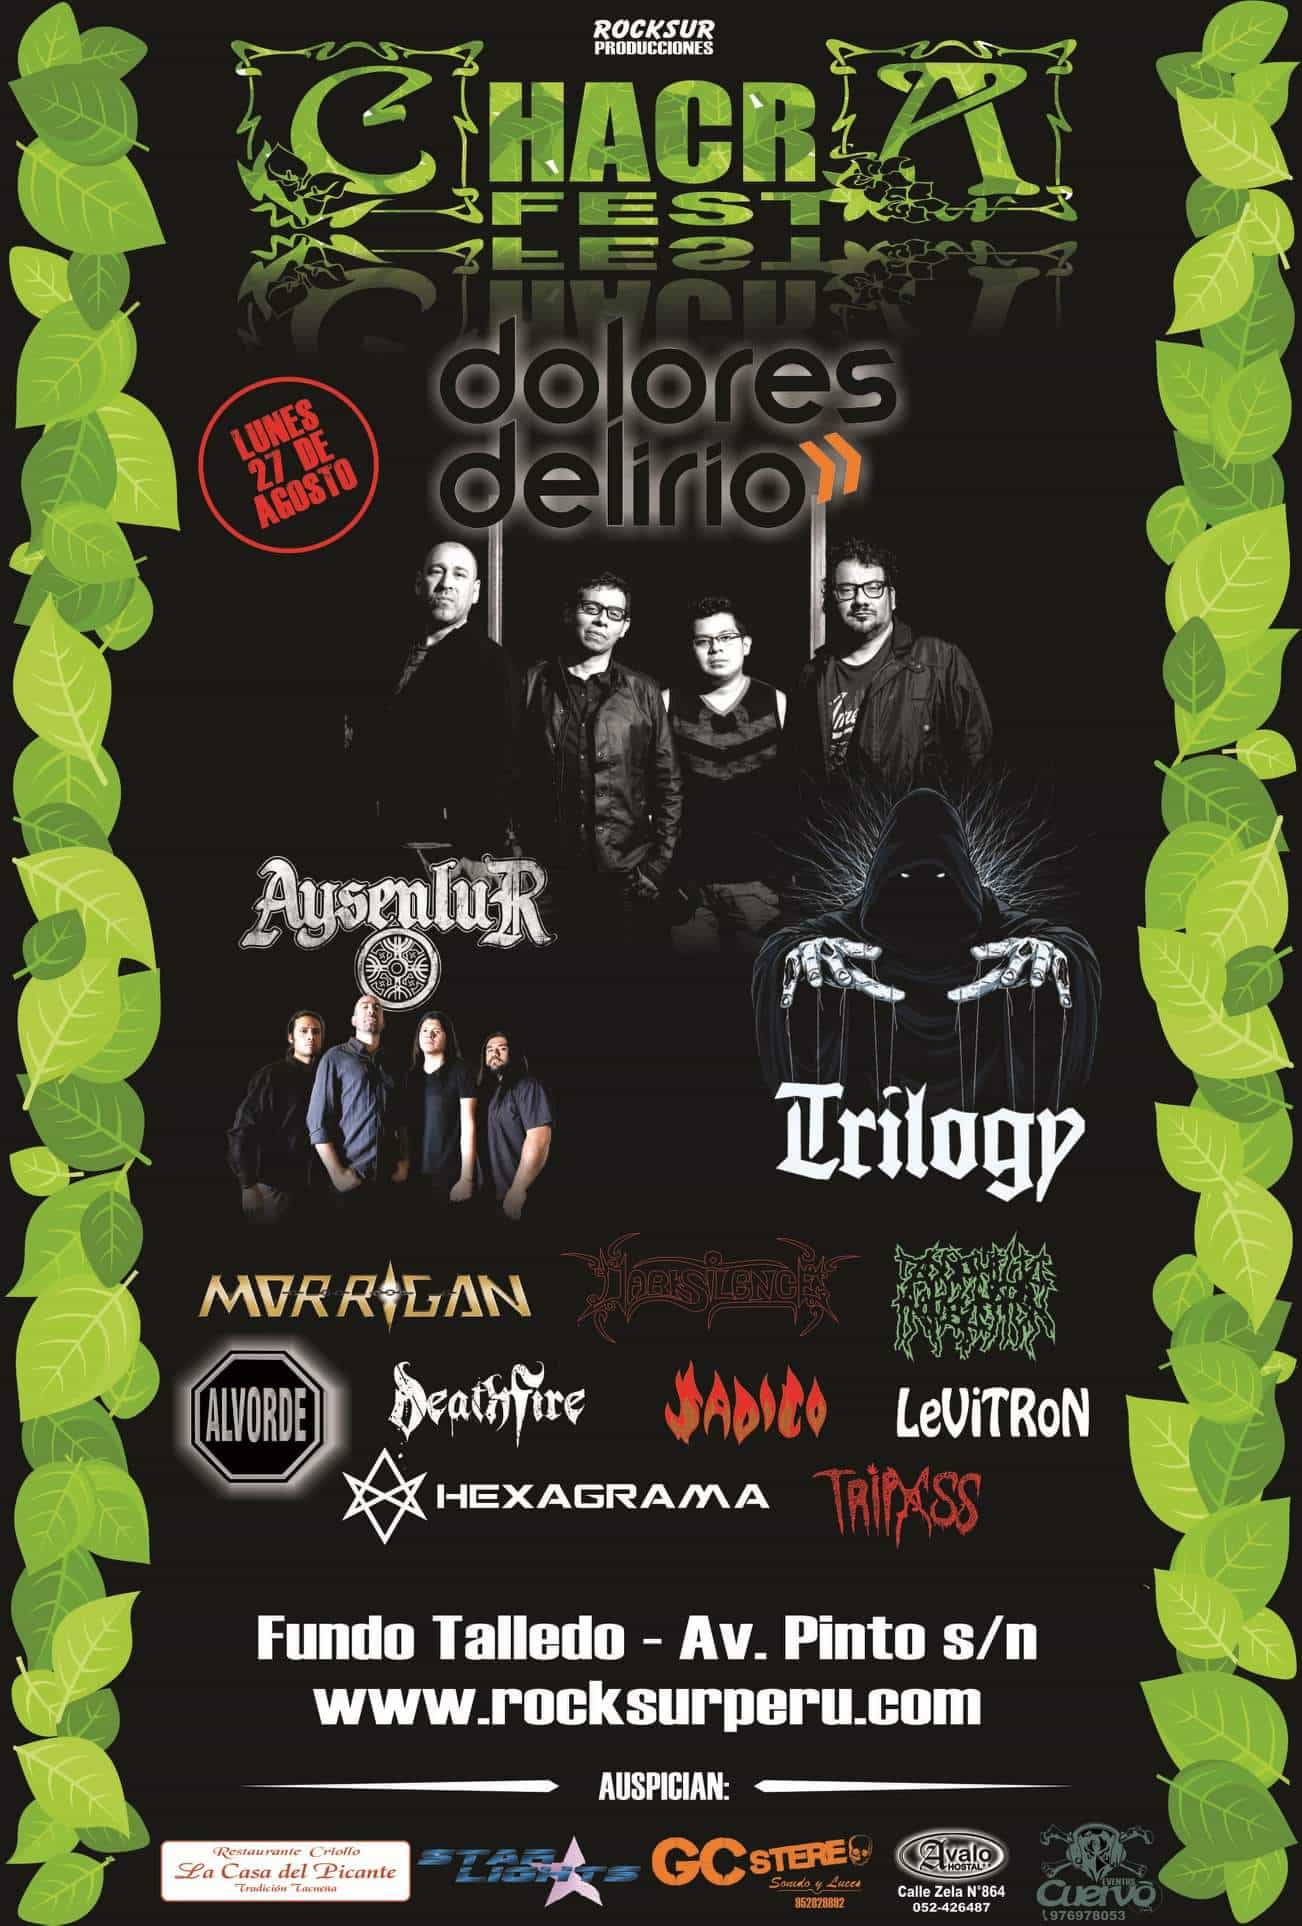 ROCKSUR
PRODUCCIONES
CHACRA
FEST
dolores
delirio
LUNES
27 DE
AGOSTO
AysenluR
Trilogy
MORRIGAN
DARKSILENCE
ALVORDE
Deathfire
SADICO
LeViTRoN
HEXAGRAMA
TRIPASS
Fundo Talledo - Av. Pinto s/n
www.rocksurperu.com
AUSPICIAN:
Restaurante Criollo
La Casa del Picante
Tradición Tacneña
STAR
LIGHTS
GC STEREO
Sonido y Luces
952028892
Avalo
HOSTAL
Calle Zela N°864
052-426487
EVENTOS
Cuervo
976978053